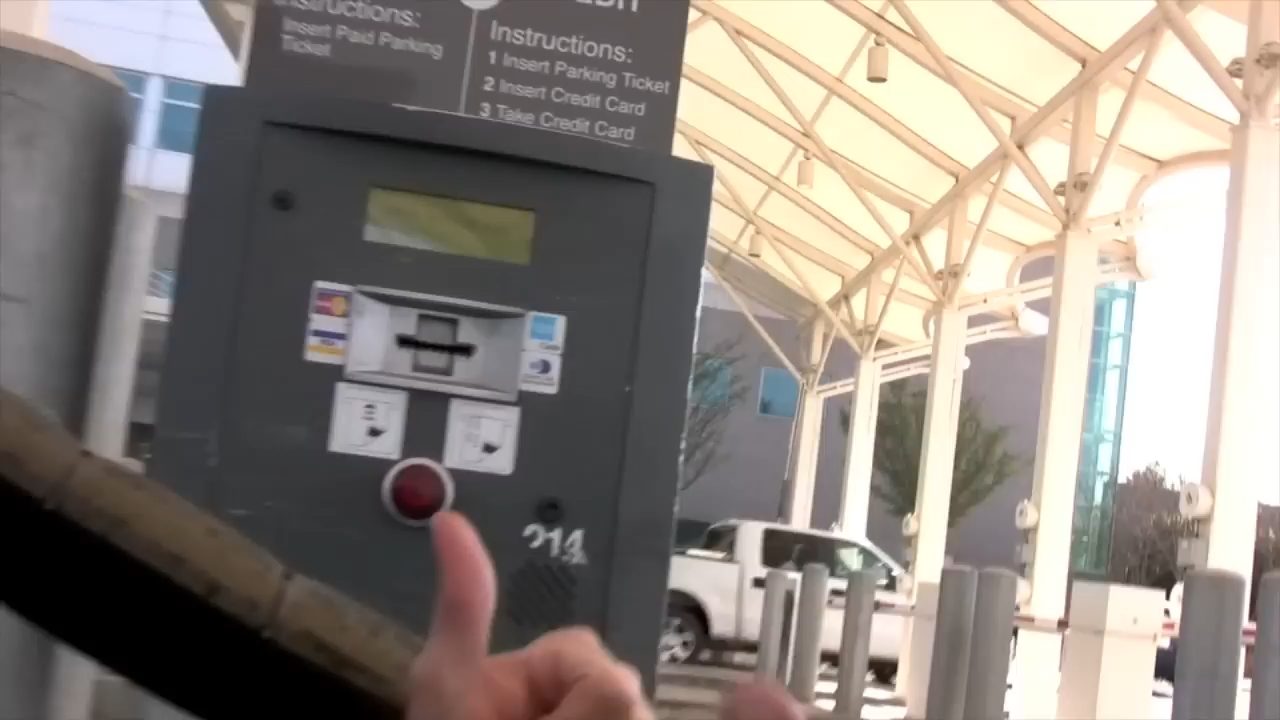 Instructions:
Insert Paid Parking
Ticket
Instructions:
1 Insert Parking Ticket
2 Insert Credit Card
3 Take Credit Card
214